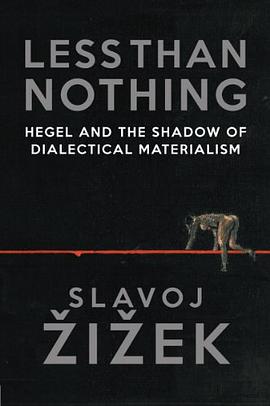 LESS THAN
NOTHING
HEGEL AND THE SHADOW OF
DIALECTICAL MATERIALISM
SLAVOJ
ŽIŽEK